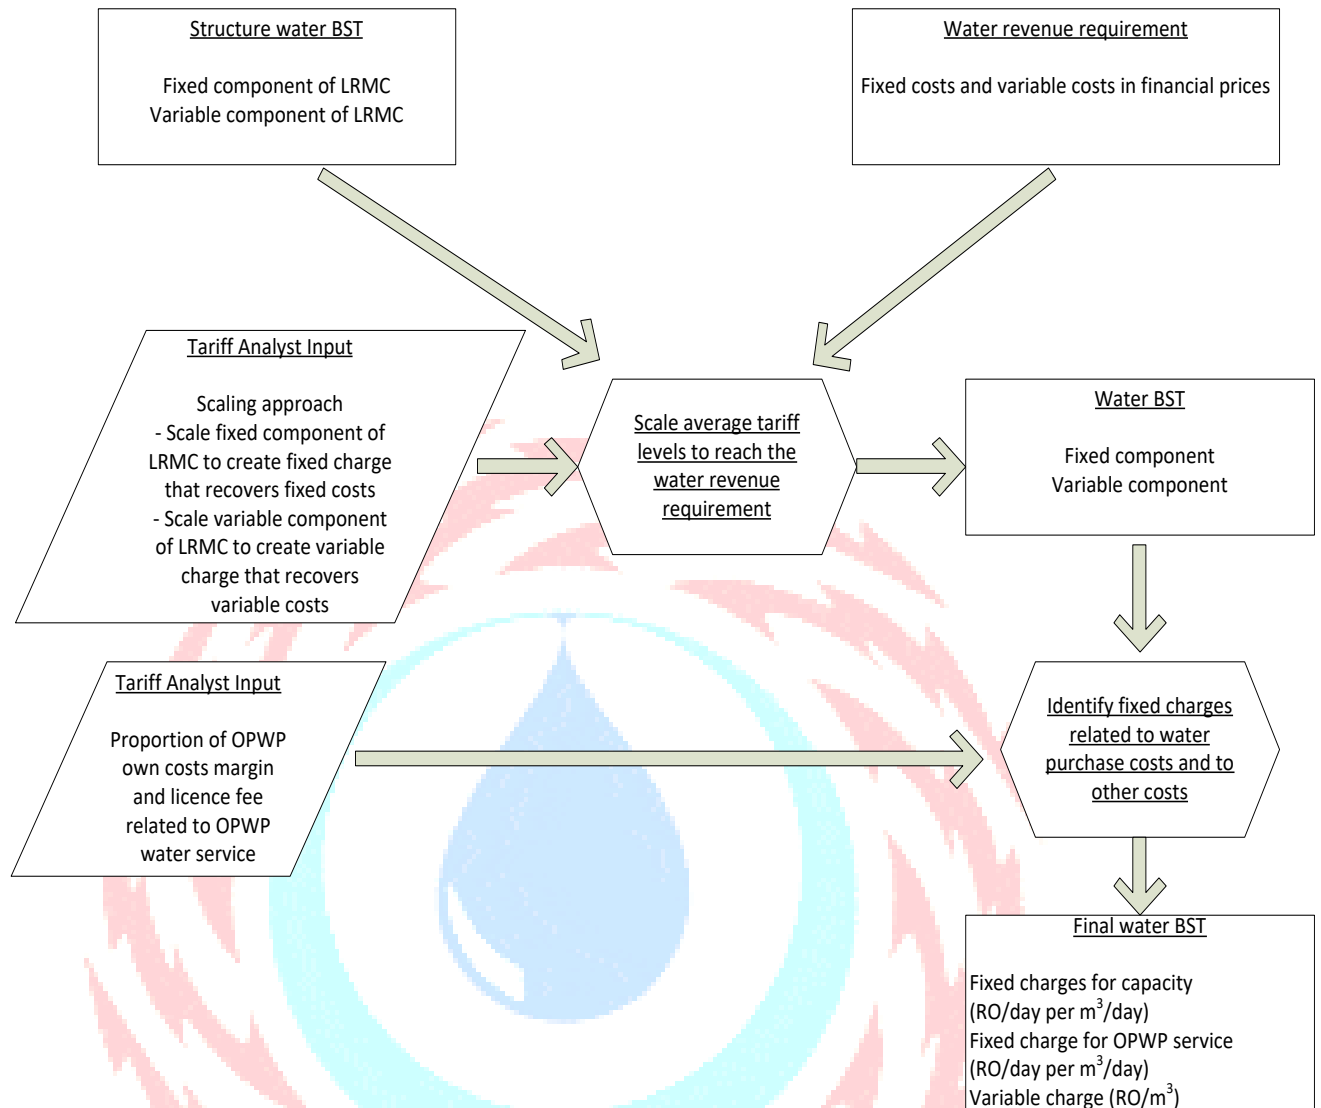 Structure water BST
Fixed component of LRMC
Variable component of LRMC
Water revenue requirement
Fixed costs and variable costs in financial prices
Tariff Analyst Input
Scaling approach
- Scale fixed component of
LRMC to create fixed charge
that recovers fixed costs
- Scale variable component
of LRMC to create variable
charge that recovers
variable costs
Scale average tariff
levels to reach the
water revenue
requirement
Water BST
Fixed component
Variable component
Tariff Analyst Input
Proportion of OPWP
own costs margin
and licence fee
related to OPWP
water service
Identify fixed charges
related to water
purchase costs and to
other costs
Final water BST
Fixed charges for capacity
(RO/day per m³/day)
Fixed charge for OPWP service
(RO/day per m³/day)
Variable charge (RO/m³)